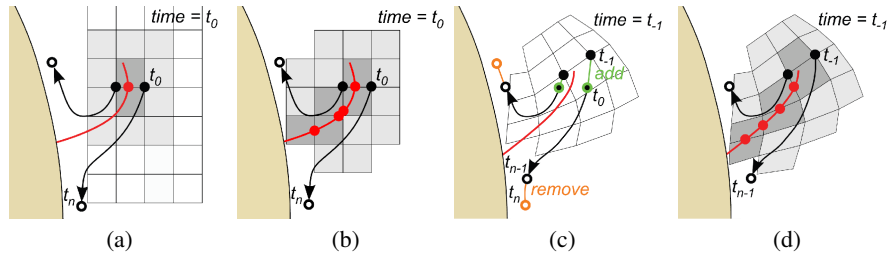 time = t₀
t₀
tₙ
(a)
time = t₀
t₀
tₙ
(b)
time = t₋₁
t₋₁
add
t₀
tₙ₋₁
tₙ
remove
(c)
time = t₋₁
t₋₁
tₙ₋₁
(d)